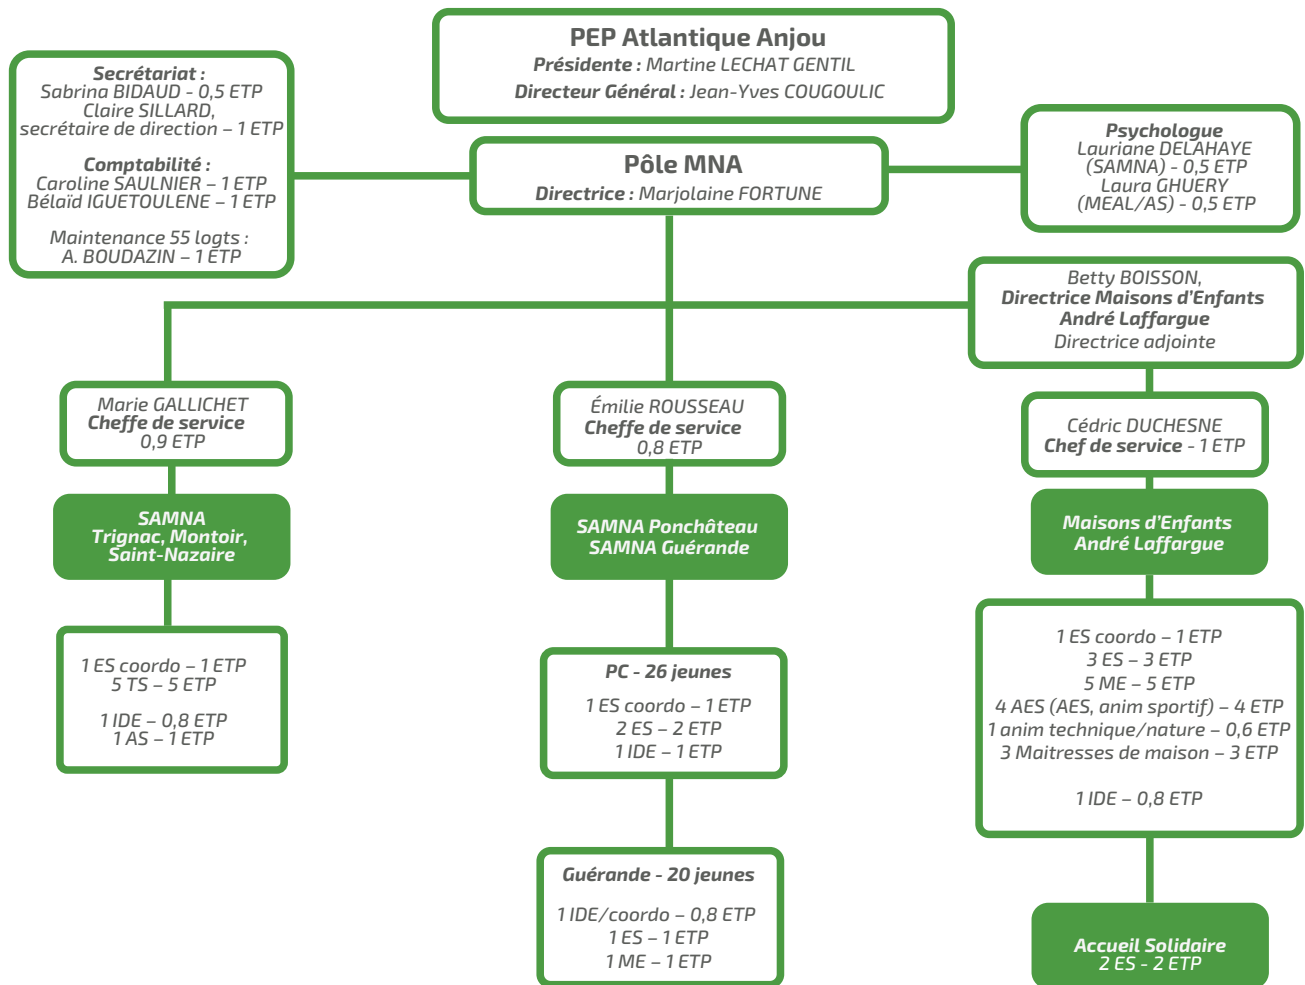 PEP Atlantique Anjou
Présidente : Martine LECHAT GENTIL
Directeur Général : Jean-Yves COUGOULIC
Secrétariat :
Sabrina BIDAUD - 0,5 ETP
Claire SILLARD,
secrétaire de direction – 1 ETP
Comptabilité :
Caroline SAULNIER – 1 ETP
Bélaïd IGUETOULENE – 1 ETP
Maintenance 55 logts :
A. BOUDAZIN – 1 ETP
Pôle MNA
Directrice : Marjolaine FORTUNE
Psychologue
Lauriane DELAHAYE
(SAMNA) - 0,5 ETP
Laura GHUERY
(MEAL/AS) - 0,5 ETP
Betty BOISSON,
Directrice Maisons d'Enfants
André Laffargue
Directrice adjointe
Marie GALLICHET
Cheffe de service
0,9 ETP
Émilie ROUSSEAU
Cheffe de service
0,8 ETP
Cédric DUCHESNE
Chef de service - 1 ETP
SAMNA
Trignac, Montoir,
Saint-Nazaire
SAMNA Ponchâteau
SAMNA Guérande
Maisons d'Enfants
André Laffargue
1 ES coordo – 1 ETP
5 TS – 5 ETP
1 IDE – 0,8 ETP
1 AS – 1 ETP
PC - 26 jeunes
1 ES coordo – 1 ETP
2 ES – 2 ETP
1 IDE – 1 ETP
1 ES coordo – 1 ETP
3 ES – 3 ETP
5 ME – 5 ETP
4 AES (AES, anim sportif) – 4 ETP
1 anim technique/nature – 0,6 ETP
3 Maitresses de maison – 3 ETP
1 IDE – 0,8 ETP
Guérande - 20 jeunes
1 IDE/coordo – 0,8 ETP
1 ES – 1 ETP
1 ME – 1 ETP
Accueil Solidaire
2 ES - 2 ETP